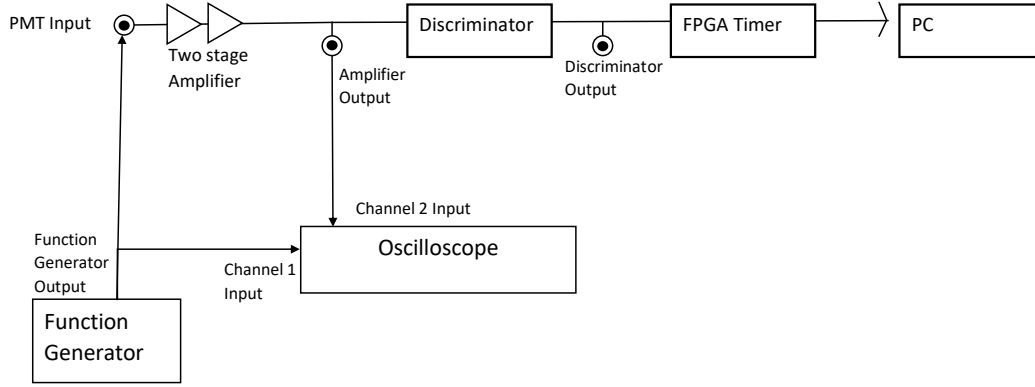 PMT Input
Two stage
Amplifier
Amplifier
Output
Discriminator
Discriminator
Output
FPGA Timer
PC
Channel 2 Input
Oscilloscope
Function
Generator
Output
Channel 1
Input
Function
Generator